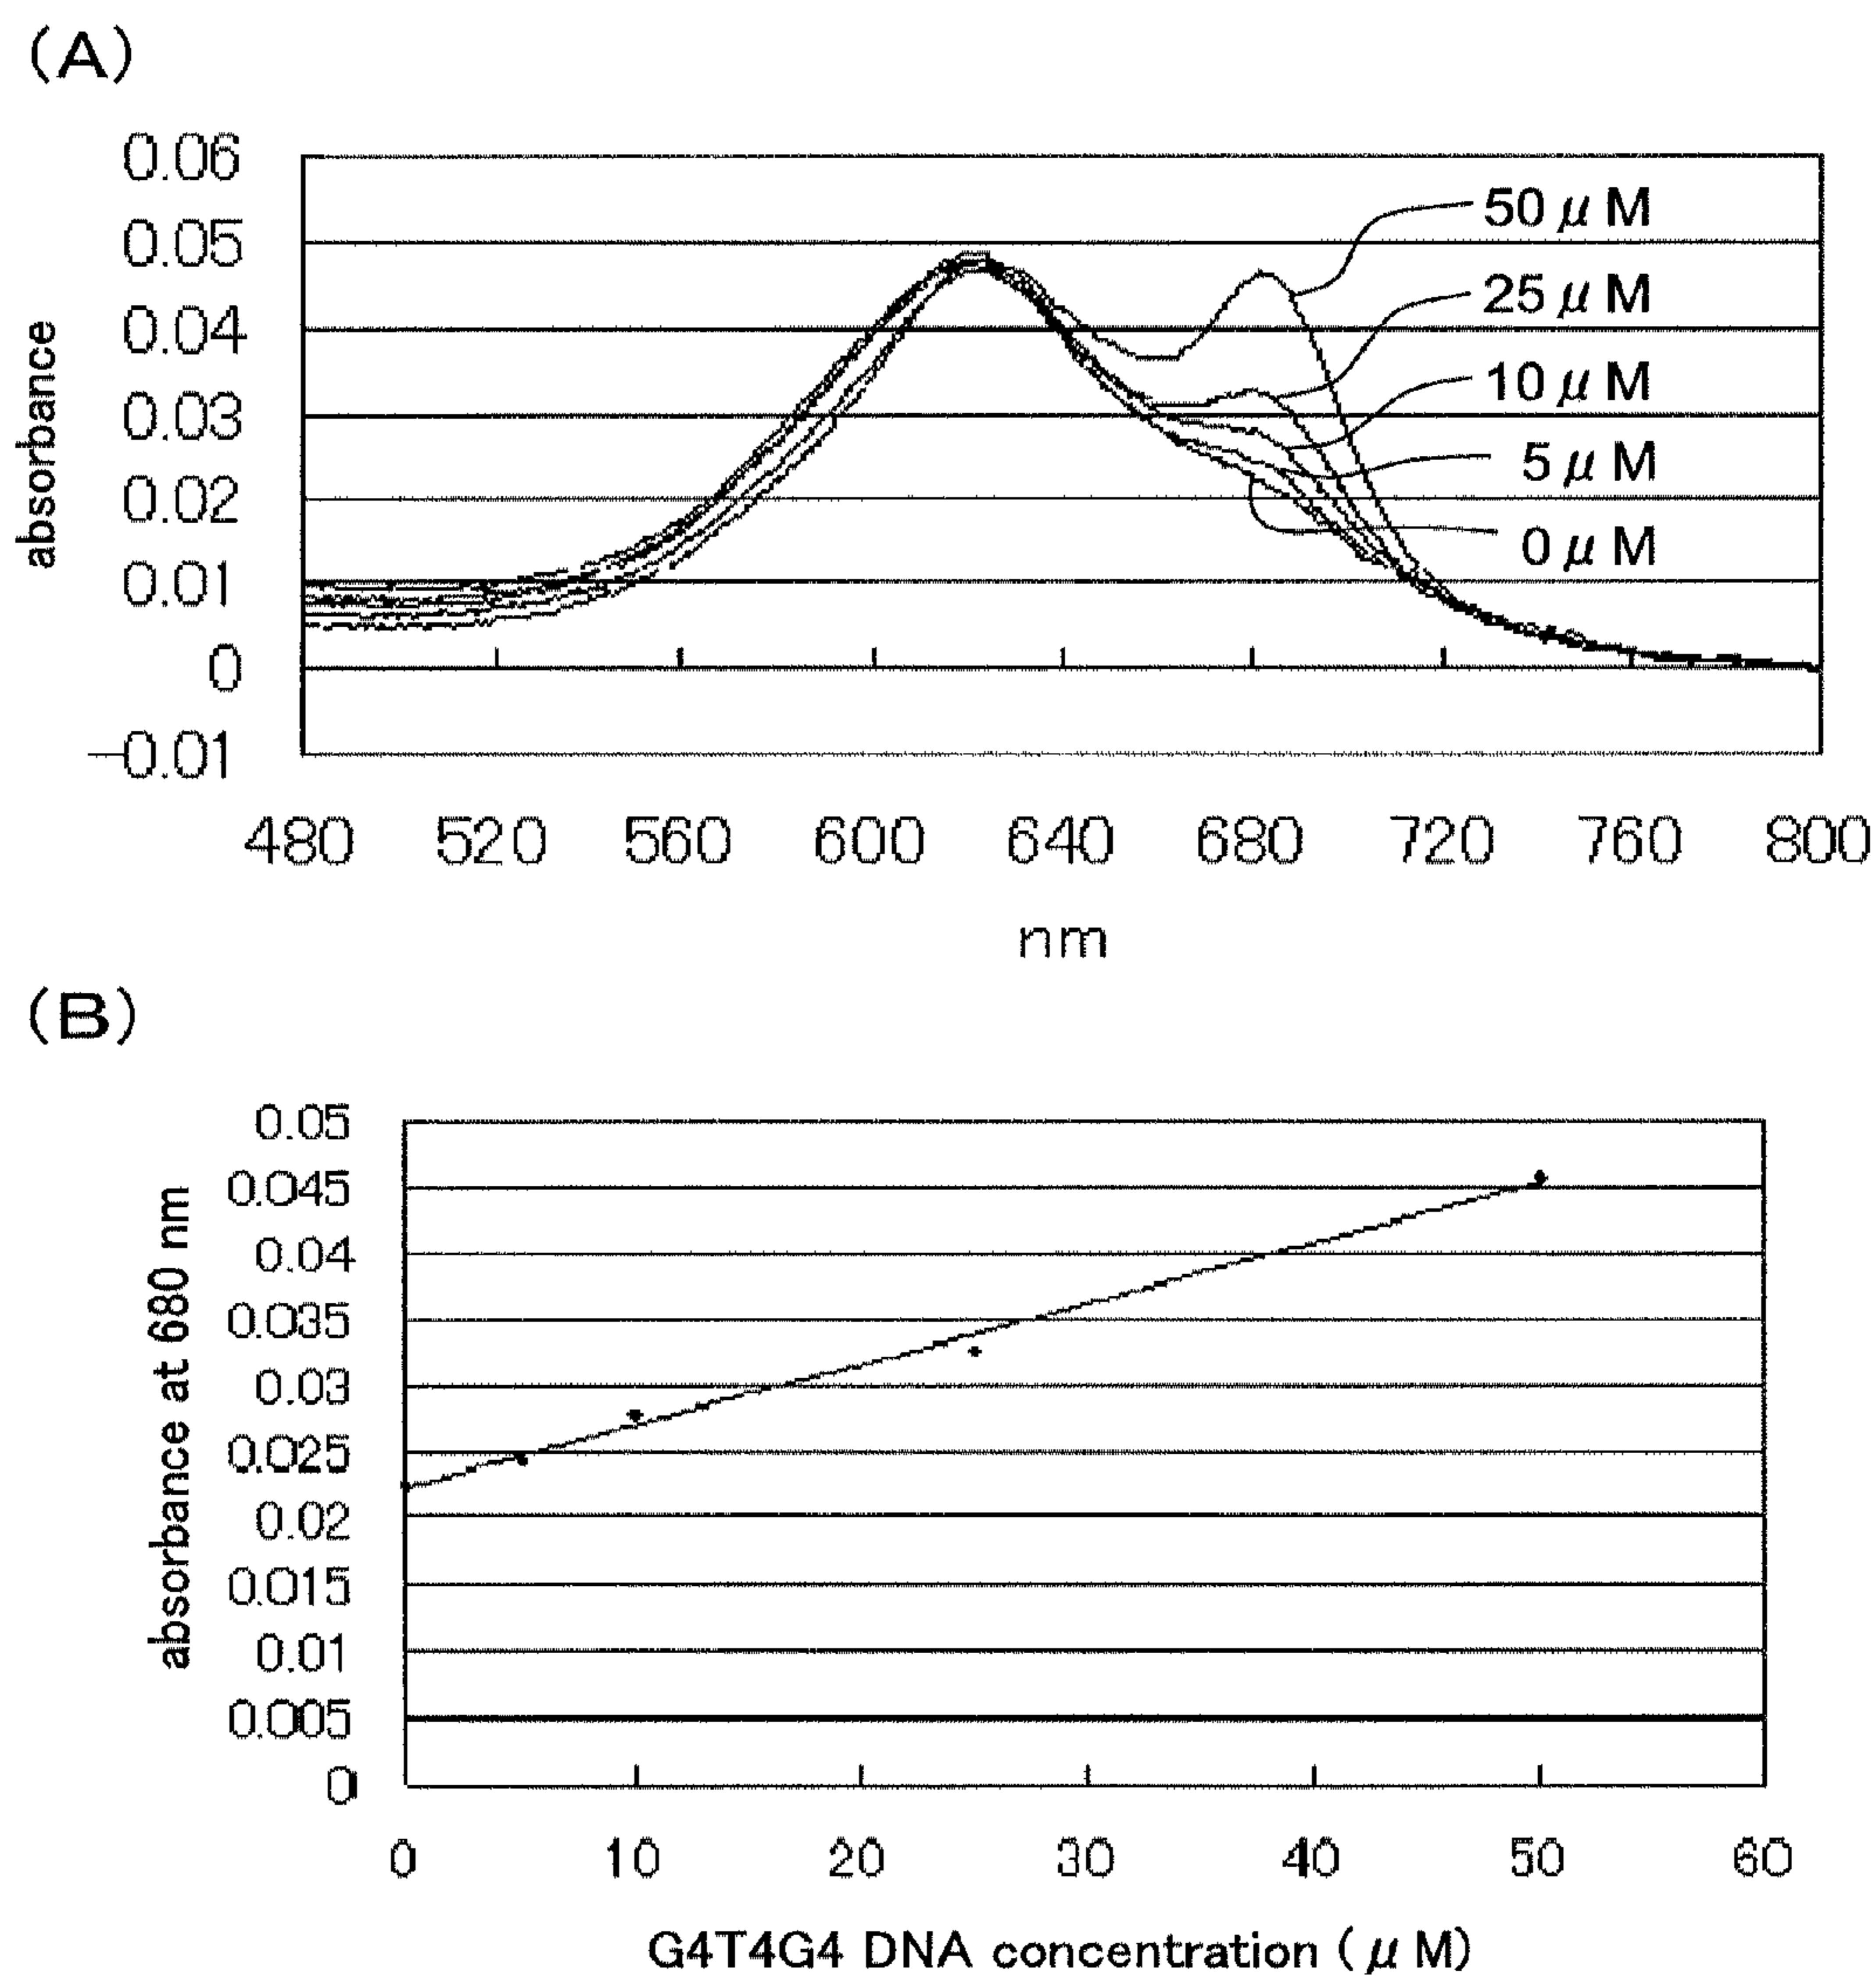 (A)
absorbance
0.06
0.05
0.04
0.03
0.02
0.01
0
−0.01
50 μ M
25 μ M
10 μ M
5 μ M
0 μ M
480 520 560 600 640 680 720 760 800
nm
(B)
absorbance at 680 nm
0.05
0.045
0.04
0.035
0.03
0.025
0.02
0.015
0.01
0.005
0
0 10 20 30 40 50 60
G4T4G4 DNA concentration ( μ M)